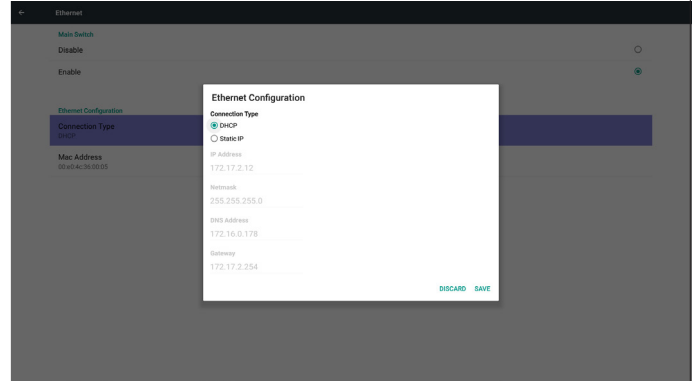 Ethernet
Main Switch
Disable
Enable
Ethernet Configuration
Connection Type
DHCP
Mac Address
00:e0:4c:36:00:05
Ethernet Configuration
Connection Type
DHCP
Static IP
IP Address
172.17.2.12
Netmask
255.255.255.0
DNS Address
172.16.0.178
Gateway
172.17.2.254
DISCARD SAVE